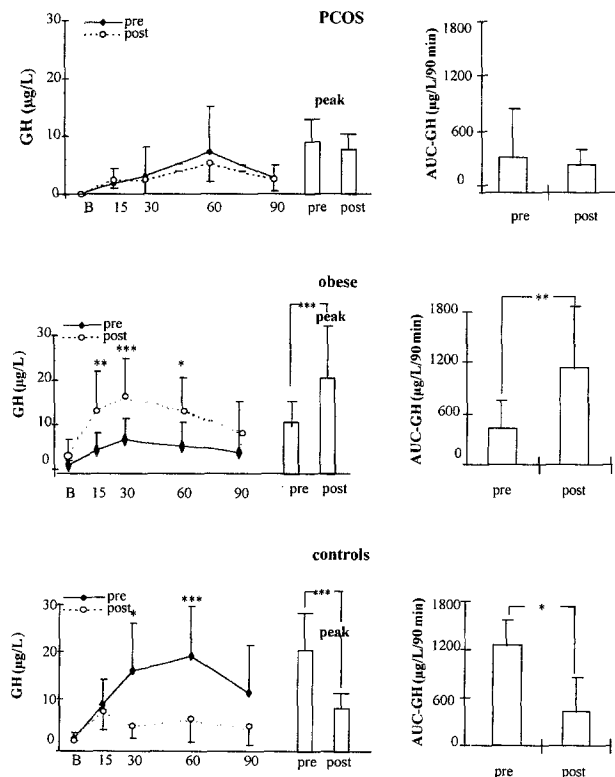 PCOS
pre
post
30
20
10
0
GH (µg/L)
B 15 30 60 90
peak
pre post
1800
1200
600
0
AUC-GH (µg/L/90 min)
pre post
obese
pre
post
30
20
10
0
GH (µg/L)
** *** *
B 15 30 60 90
***
peak
pre post
1800
1200
600
0
AUC-GH (µg/L/90 min)
**
pre post
controls
pre
post
30
20
10
0
GH (µg/L)
* ***
B 15 30 60 90
***
peak
pre post
1800
1200
600
0
AUC-GH (µg/L/90 min)
*
pre post